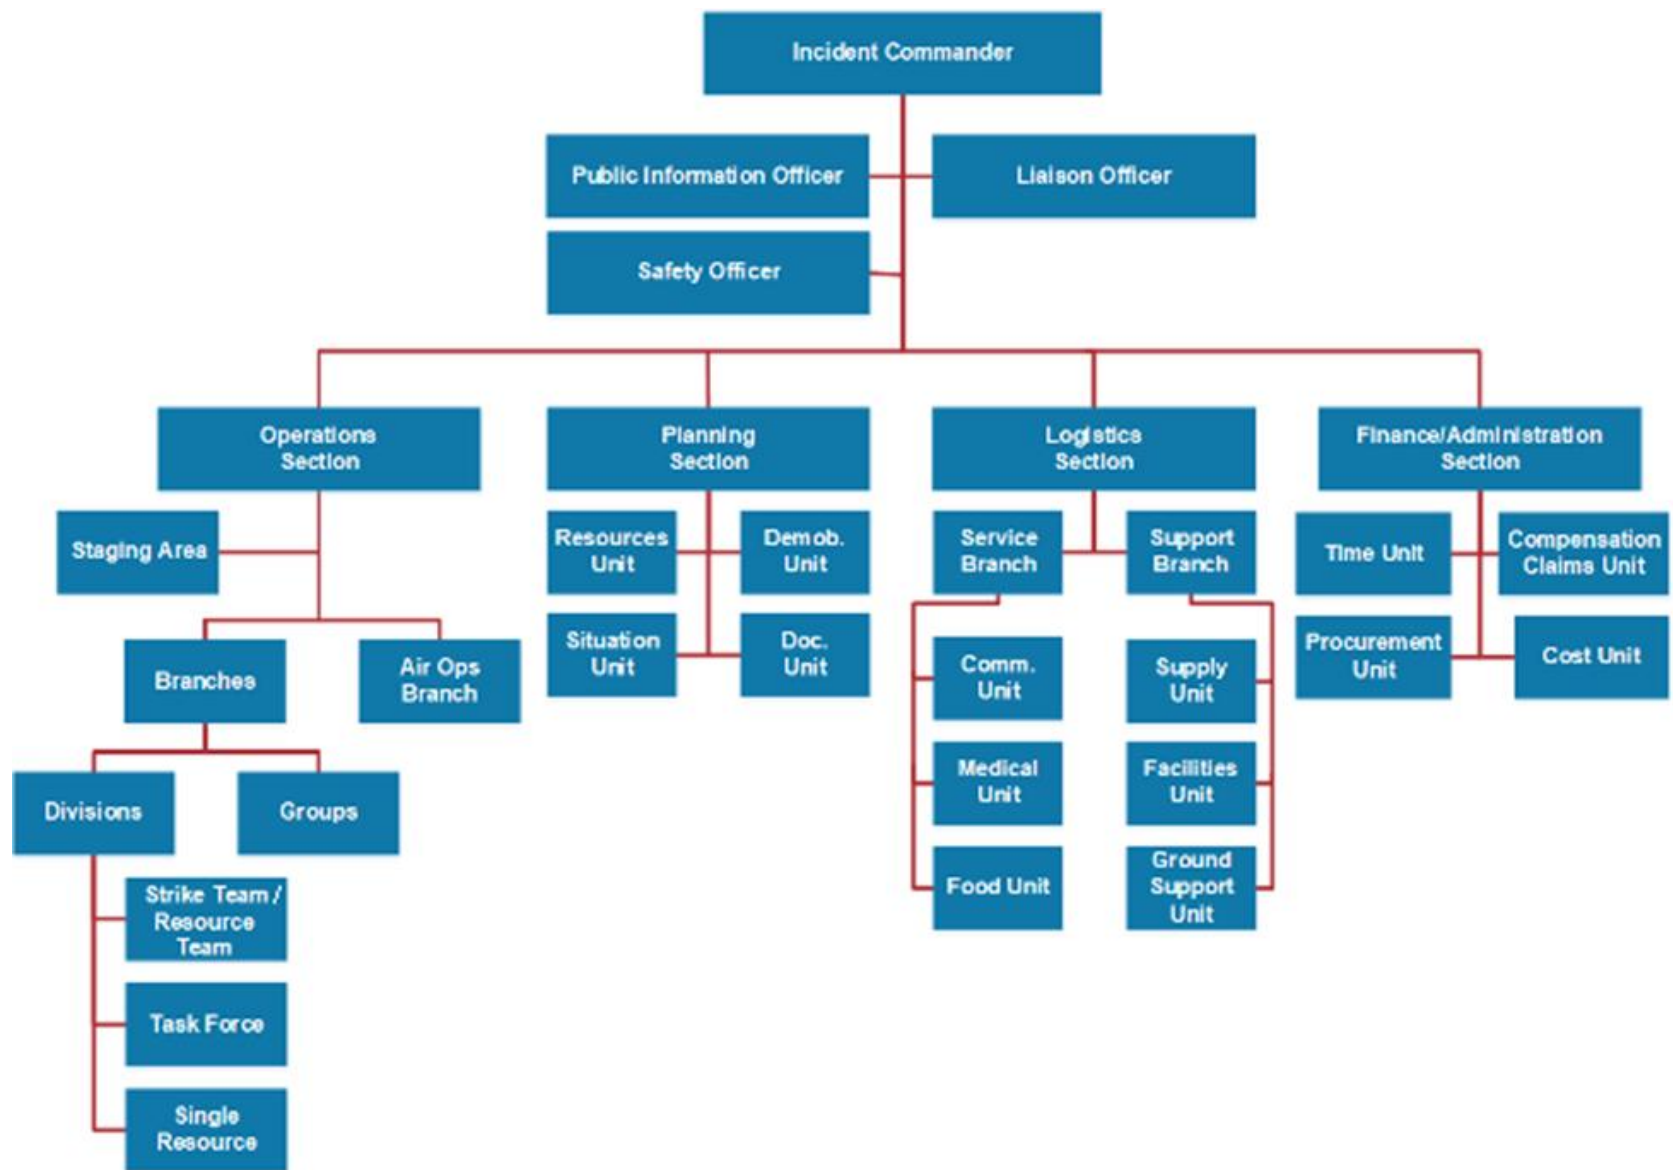 Incident Commander
Public Information Officer
Liaison Officer
Safety Officer
Operations
Section
Planning
Section
Logistics
Section
Finance/Administration
Section
Staging Area
Resources
Unit
Demob.
Unit
Service
Branch
Support
Branch
Time Unit
Compensation
Claims Unit
Branches
Air Ops
Branch
Situation
Unit
Doc.
Unit
Comm.
Unit
Supply
Unit
Procurement
Unit
Cost Unit
Divisions
Groups
Medical
Unit
Facilities
Unit
Strike Team /
Resource
Team
Food Unit
Ground
Support
Unit
Task Force
Single
Resource